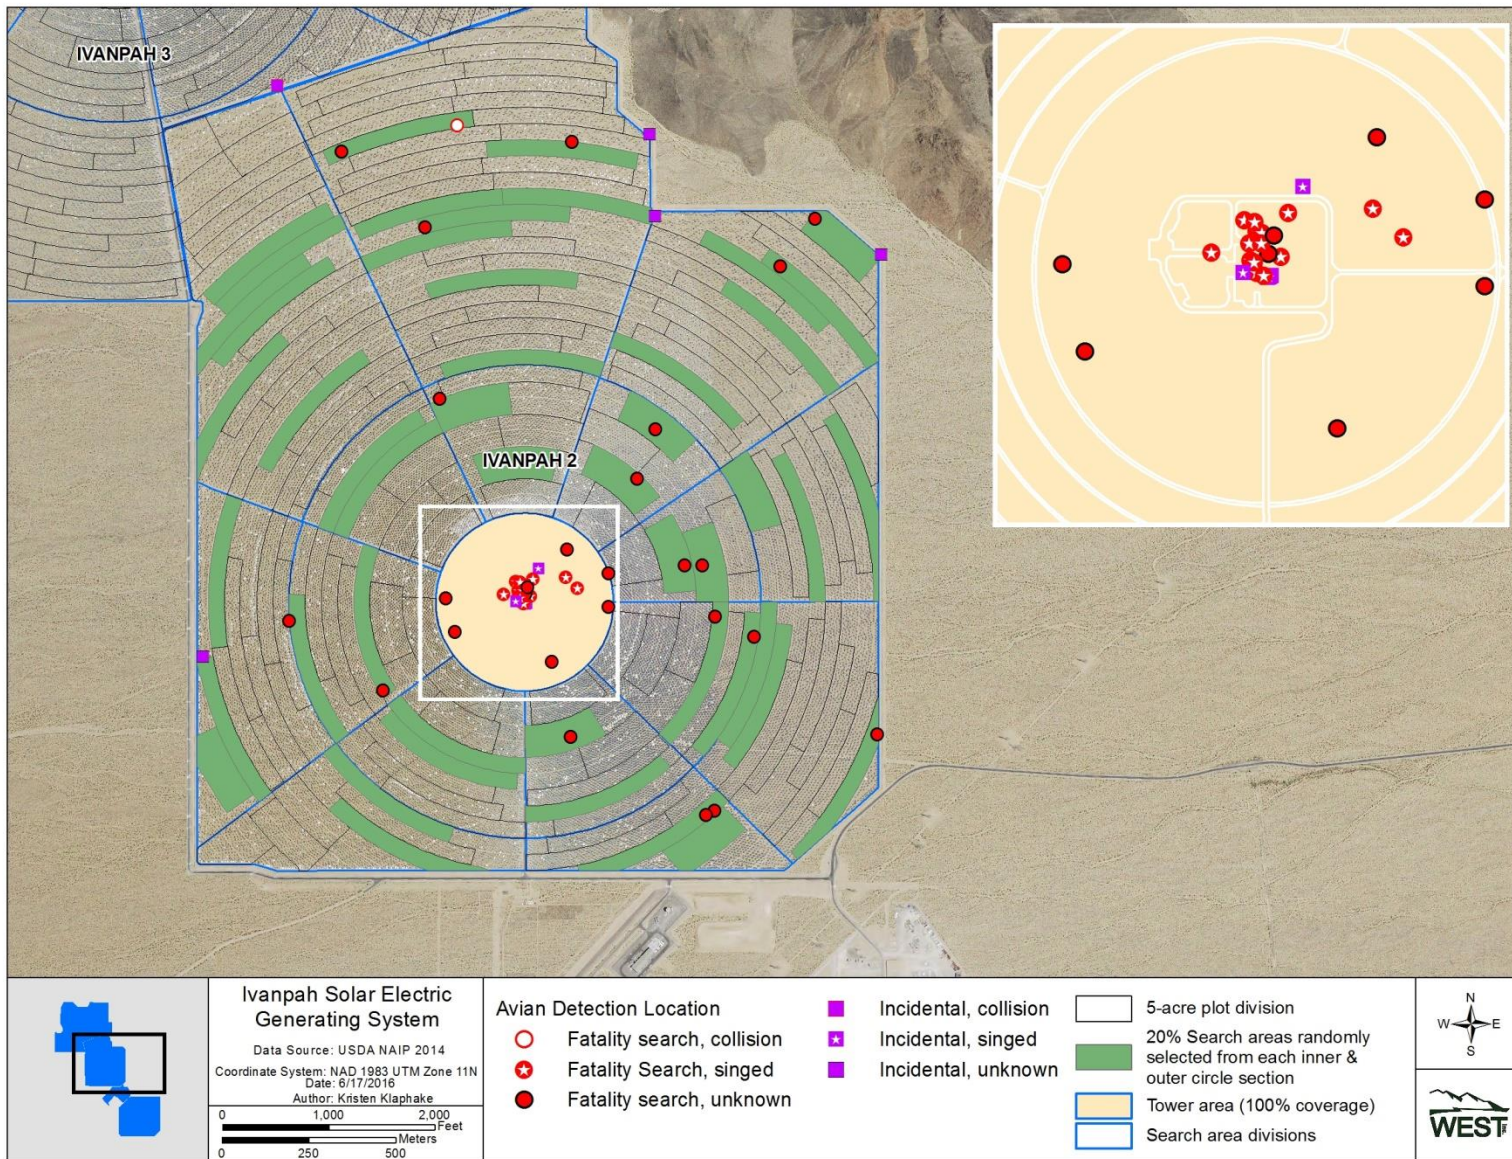 IVANPAH 3
IVANPAH 2
Ivanpah Solar Electric
Generating System
Data Source: USDA NAIP 2014
Coordinate System: NAD 1983 UTM Zone 11N
Date: 6/17/2016
Author: Kristen Klaphake
0 1,000 2,000
Feet
Meters
0 250 500
Avian Detection Location
Fatality search, collision
Fatality Search, singed
Fatality search, unknown
Incidental, collision
Incidental, singed
Incidental, unknown
5-acre plot division
20% Search areas randomly
selected from each inner &
outer circle section
Tower area (100% coverage)
Search area divisions
N
W E
S
WEST Inc.